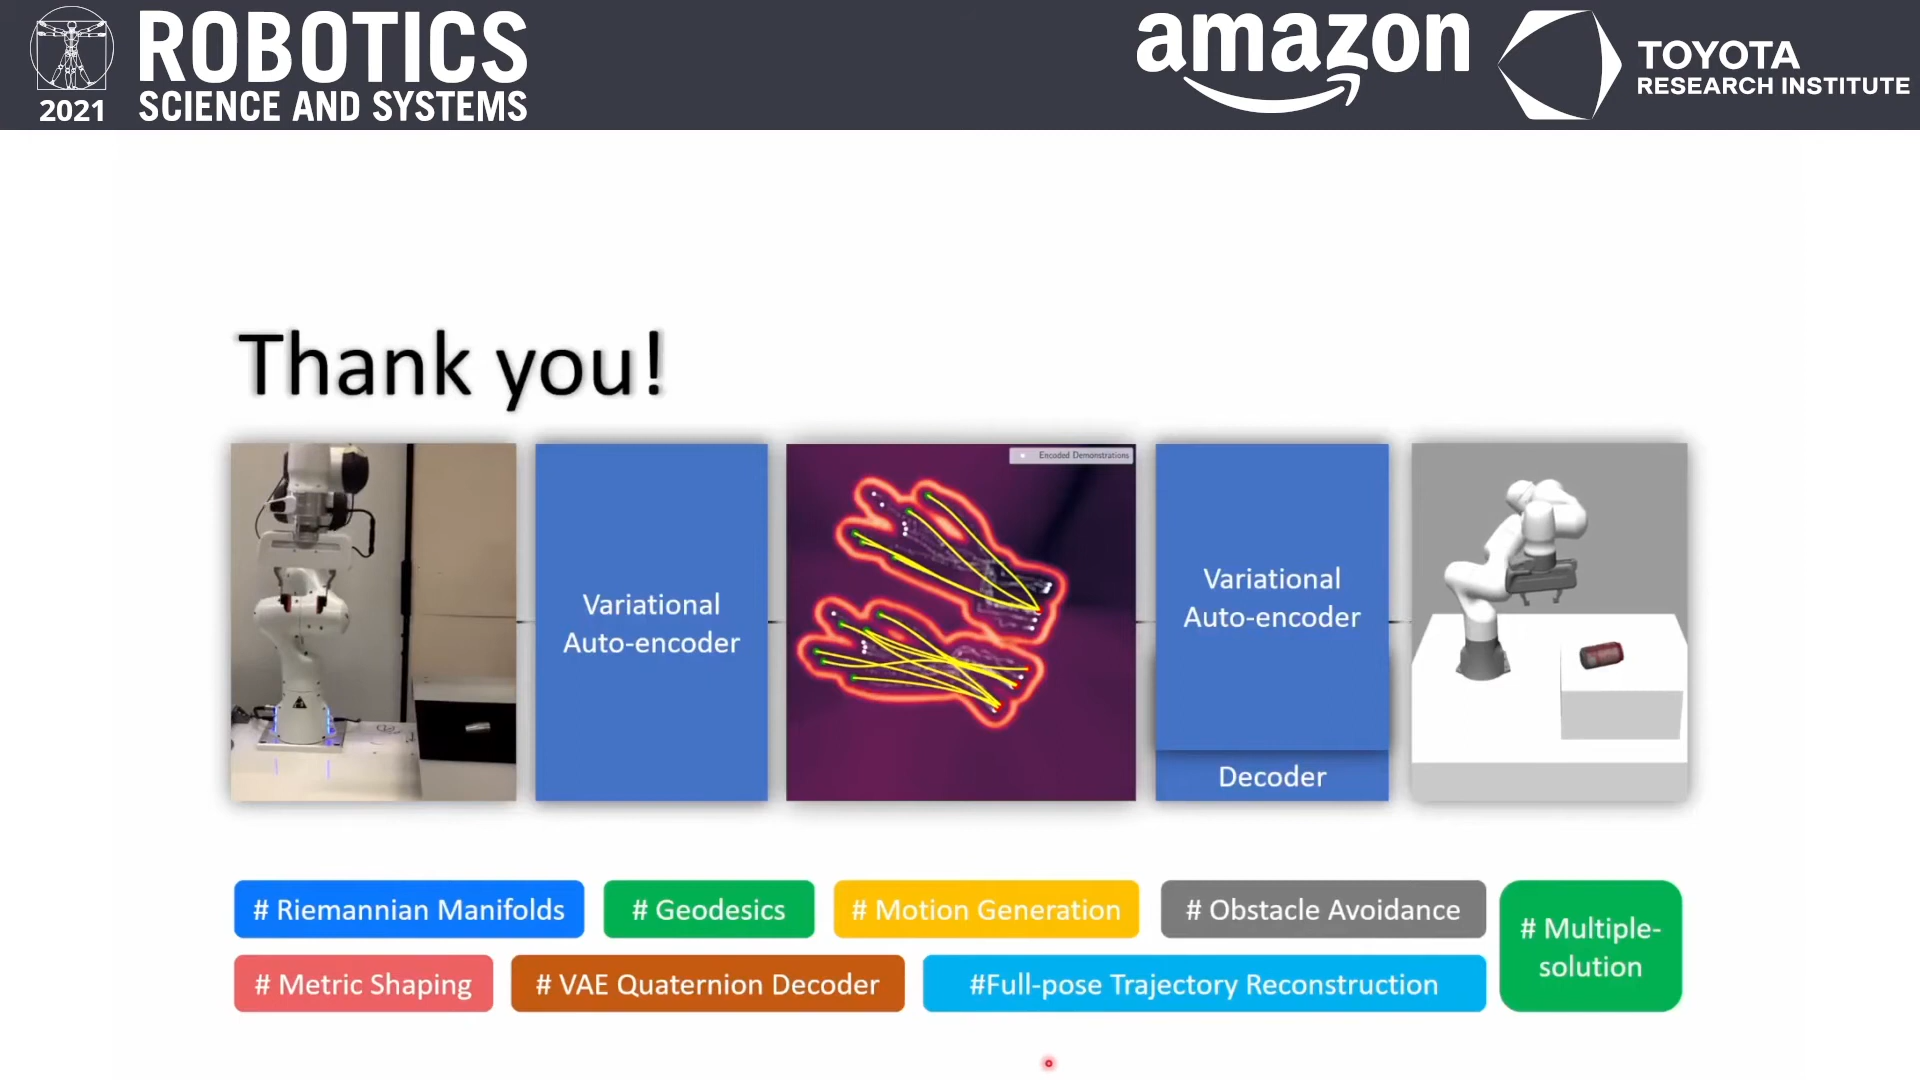 2021
ROBOTICS
SCIENCE AND SYSTEMS
amazon
TOYOTA
RESEARCH INSTITUTE
Thank you!
Variational
Auto-encoder
Encoded Demonstrations
Variational
Auto-encoder
Decoder
# Riemannian Manifolds
# Geodesics
# Motion Generation
# Obstacle Avoidance
# Multiple-
solution
# Metric Shaping
# VAE Quaternion Decoder
#Full-pose Trajectory Reconstruction